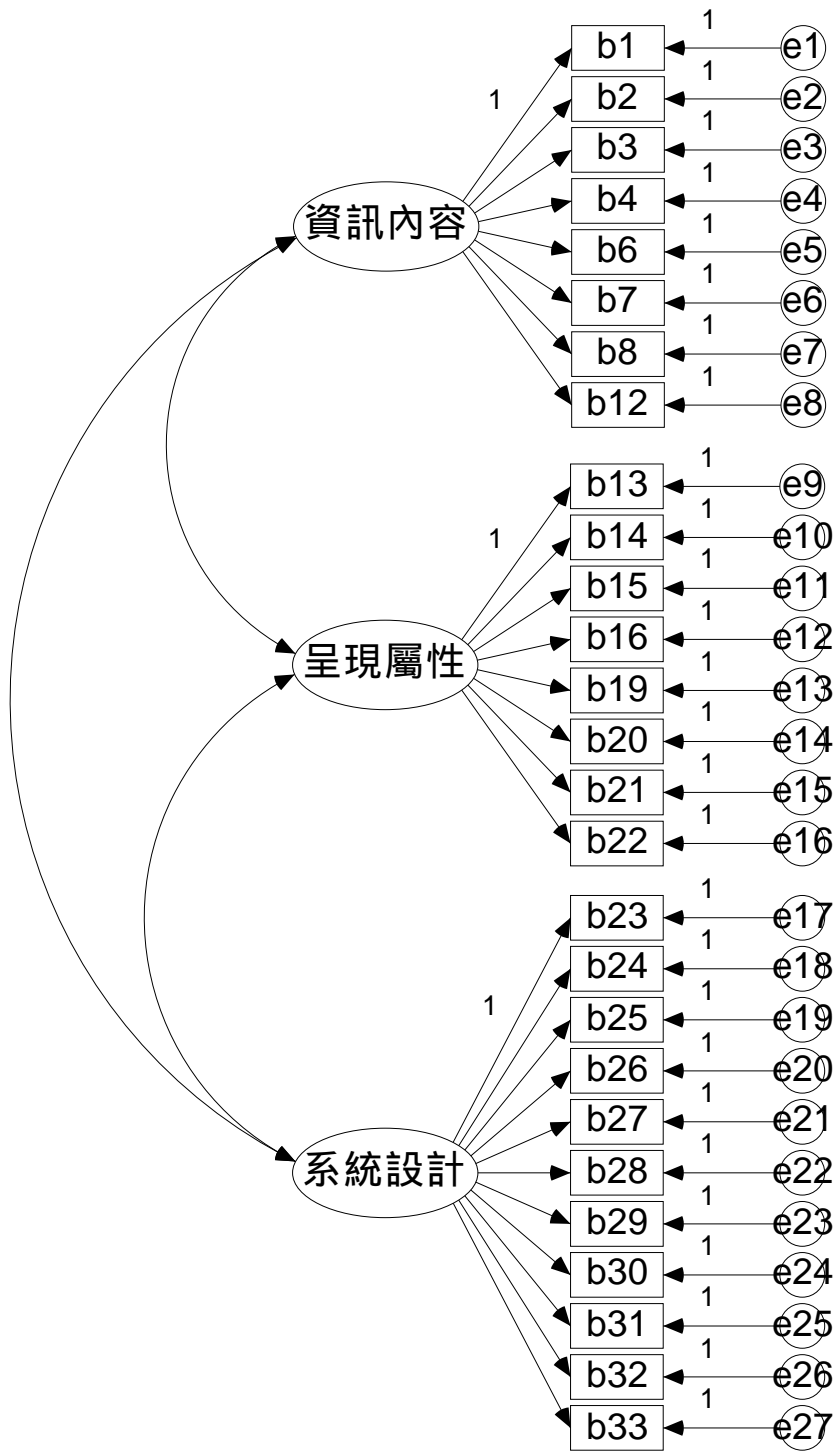 1
b1
1
e1
b2
1
e2
b3
1
e3
資訊內容
b4
1
e4
b6
1
e5
b7
1
e6
b8
1
e7
b12
1
e8
1
b13
1
e9
b14
1
e10
b15
1
e11
呈現屬性
b16
1
e12
b19
1
e13
b20
1
e14
b21
1
e15
b22
1
e16
1
b23
1
e17
b24
1
e18
b25
1
e19
b26
1
e20
b27
1
e21
系統設計
b28
1
e22
b29
1
e23
b30
1
e24
b31
1
e25
b32
1
e26
b33
1
e27